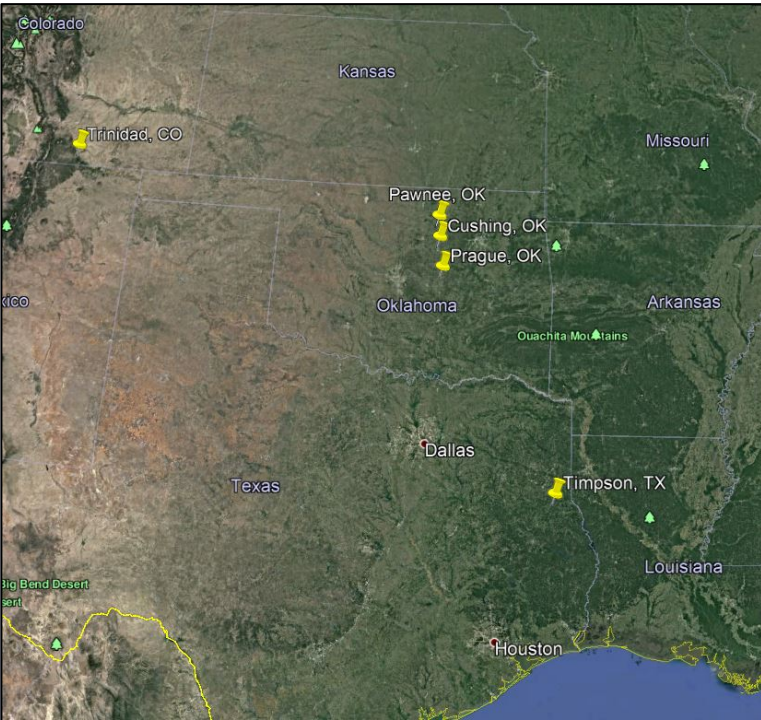 Colorado
Kansas
Trinidad, CO
Missouri
Pawnee, OK
Cushing, OK
Prague, OK
xico
Oklahoma
Arkansas
Ouachita Mountains
Dallas
Texas
Timpson, TX
Louisiana
Big Bend Desert
sert
Houston